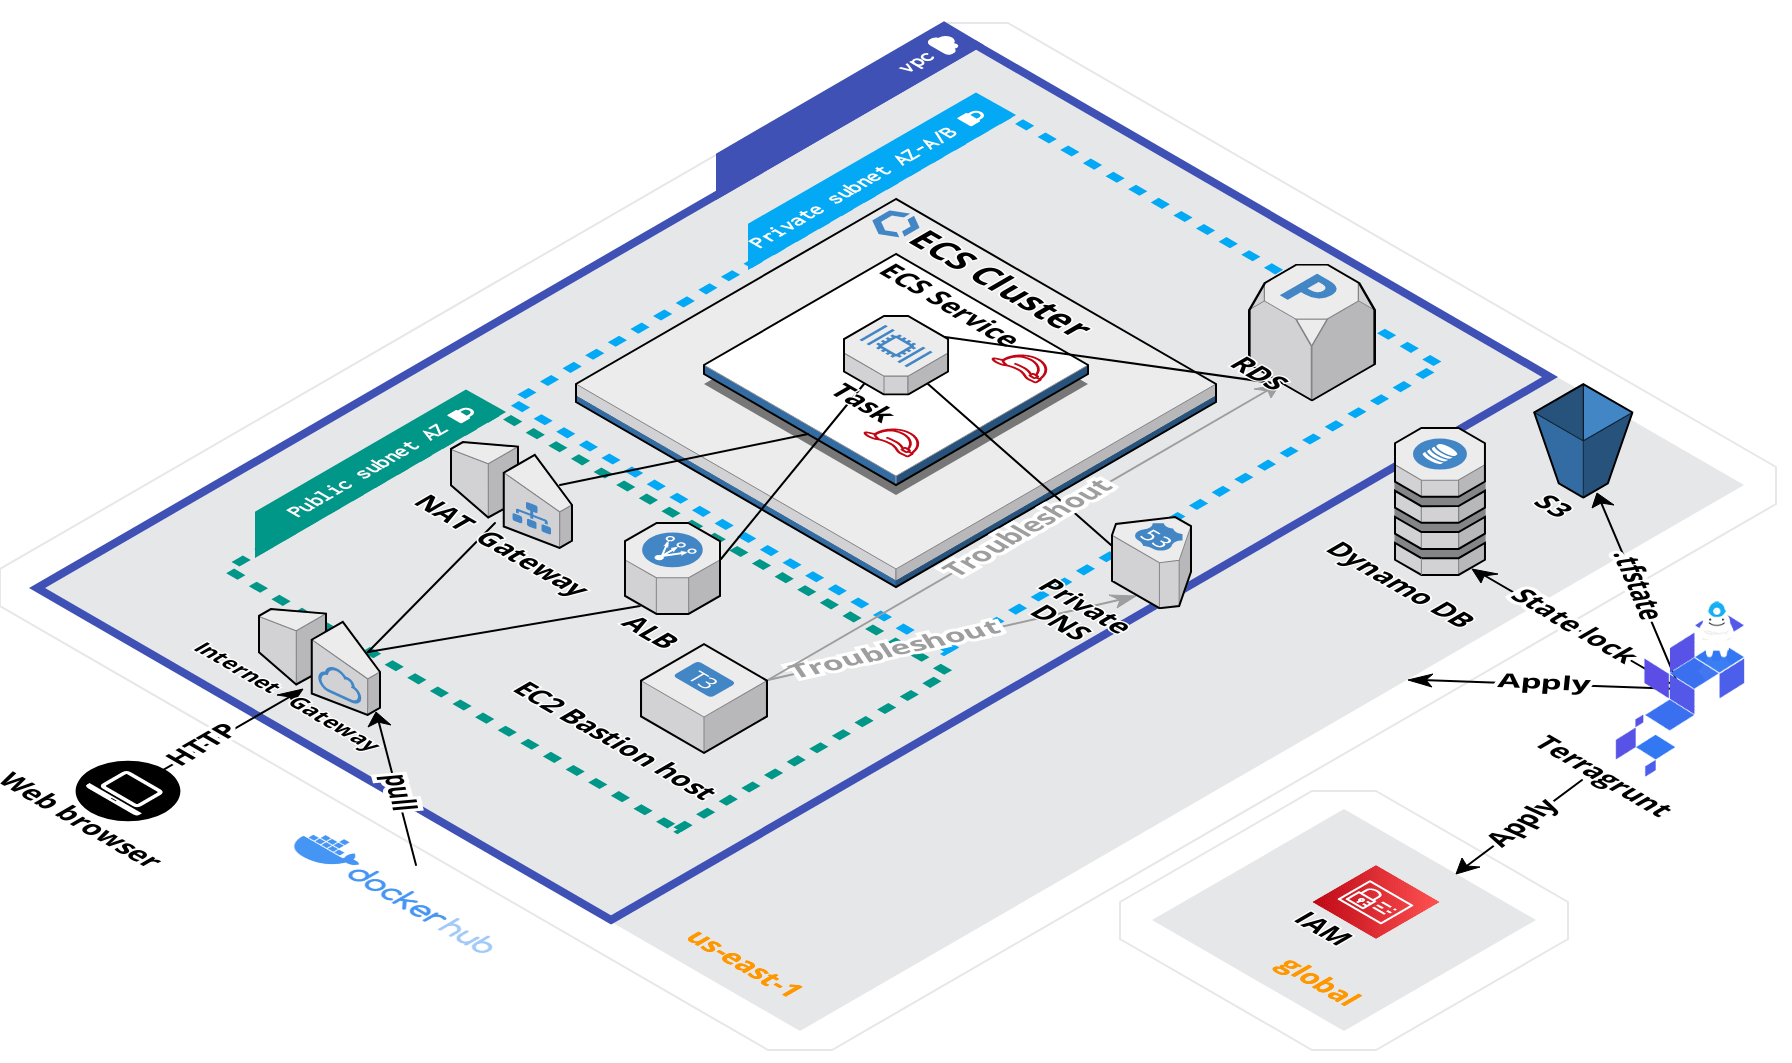 vpc
Private subnet AZ-A/B
ECS Cluster
ECS Service
Task
P
RDS
Public subnet AZ
NAT
Gateway
ALB
Troubleshout
Troubleshout
53
Private
DNS
S3
Dynamo DB
.tfstate
State lock
Apply
Terragrunt
Apply
Internet
Gateway
T3
EC2 Bastion host
HTTP
pull
Web browser
dockerhub
us-east-1
IAM
global